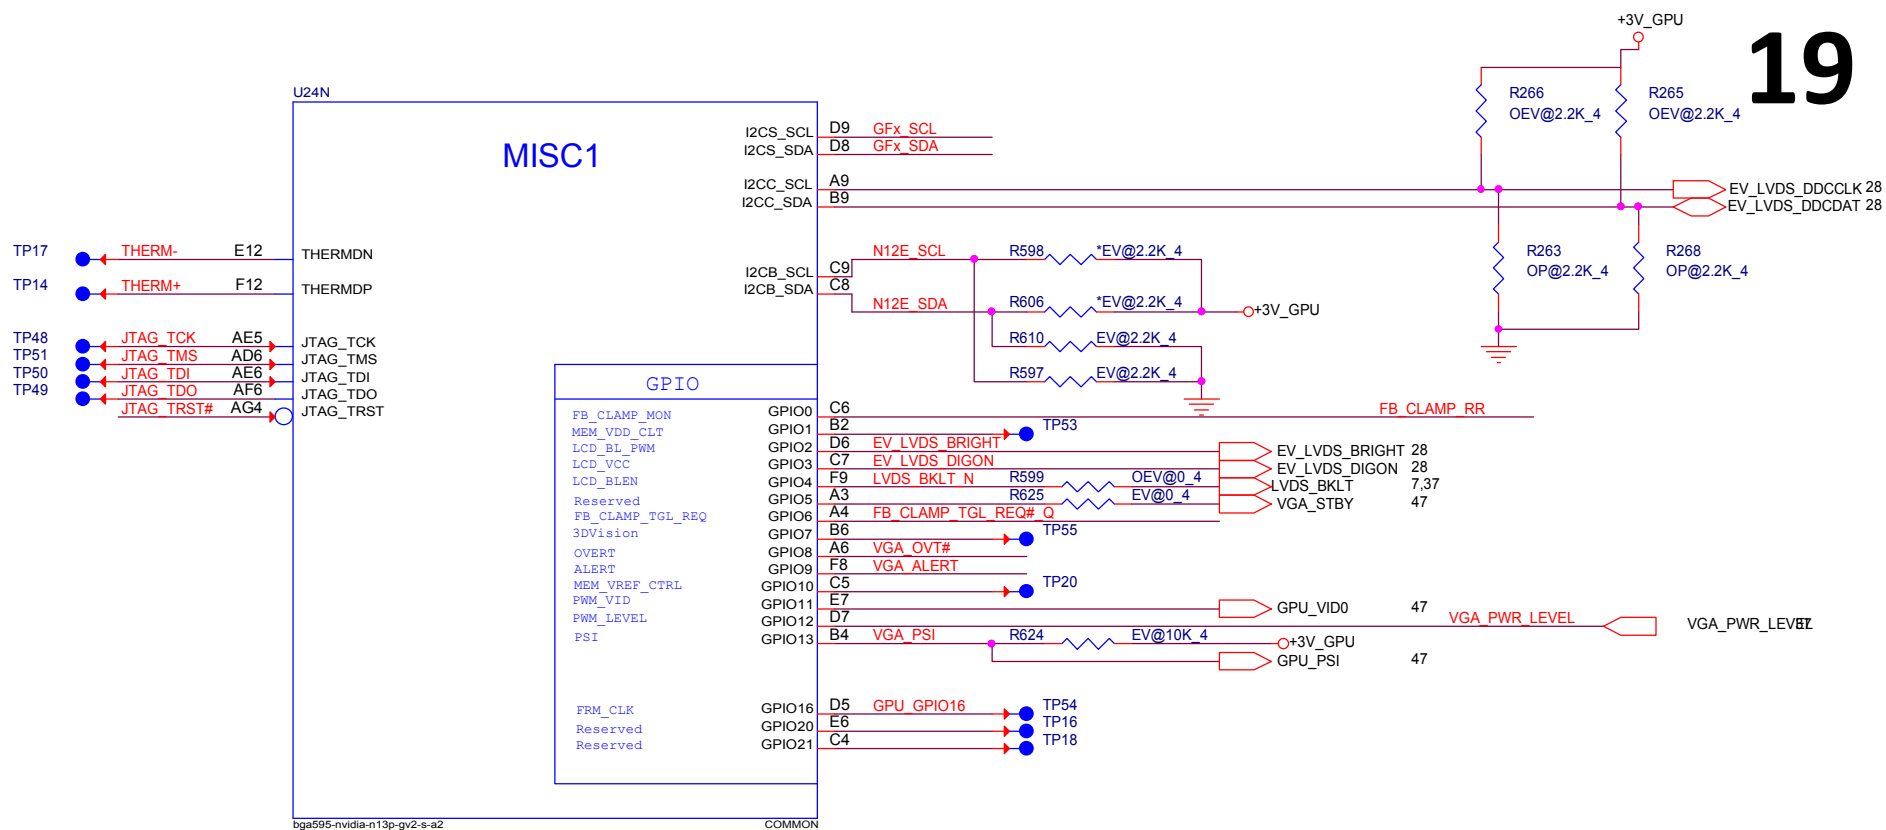 +3V_GPU
19
U24N
MISC1
R266
OEV@2.2K_4
R265
OEV@2.2K_4
I2CS_SCL D9 GFx_SCL
I2CS_SDA D8 GFx_SDA
I2CC_SCL A9
I2CC_SDA B9
EV_LVDS_DDCCLK 28
EV_LVDS_DDCDAT 28
TP17 THERM- E12 THERMDN
TP14 THERM+ F12 THERMDP
I2CB_SCL C9 N12E_SCL R598 *EV@2.2K_4
I2CB_SDA C8 N12E_SDA R606 *EV@2.2K_4
+3V_GPU
R263
OP@2.2K_4
R268
OP@2.2K_4
R610 EV@2.2K_4
R597 EV@2.2K_4
TP48 JTAG_TCK AE5 JTAG_TCK
TP51 JTAG_TMS AD6 JTAG_TMS
TP50 JTAG_TDI AE6 JTAG_TDI
TP49 JTAG_TDO AF6 JTAG_TDO
JTAG_TRST# AG4 JTAG_TRST
GPIO
FB_CLAMP_MON GPIO0 C6 FB_CLAMP_RR
MEM_VDD_CLT GPIO1 B2 TP53
LCD_BL_PWM GPIO2 D6 EV_LVDS_BRIGHT EV_LVDS_BRIGHT 28
LCD_VCC GPIO3 C7 EV_LVDS_DIGON EV_LVDS_DIGON 28
LCD_BLEN GPIO4 F9 LVDS_BKLT_N R599 OEV@0_4 LVDS_BKLT 7,37
Reserved GPIO5 A3 R625 EV@0_4 VGA_STBY 47
FB_CLAMP_TGL_REQ GPIO6 A4 FB_CLAMP_TGL_REQ#_Q
3DVision GPIO7 B6 TP55
OVERT GPIO8 A6 VGA_OVT#
ALERT GPIO9 F8 VGA_ALERT
MEM_VREF_CTRL GPIO10 C5 TP20
PWM_VID GPIO11 E7 GPU_VID0 47
PWM_LEVEL GPIO12 D7 VGA_PWR_LEVEL VGA_PWR_LEVEL
PSI GPIO13 B4 VGA_PSI R624 EV@10K_4 +3V_GPU
GPU_PSI 47
FRM_CLK GPIO16 D5 GPU_GPIO16 TP54
Reserved GPIO20 E6 TP16
Reserved GPIO21 C4 TP18
bga595-nvidia-n13p-gv2-s-a2 COMMON